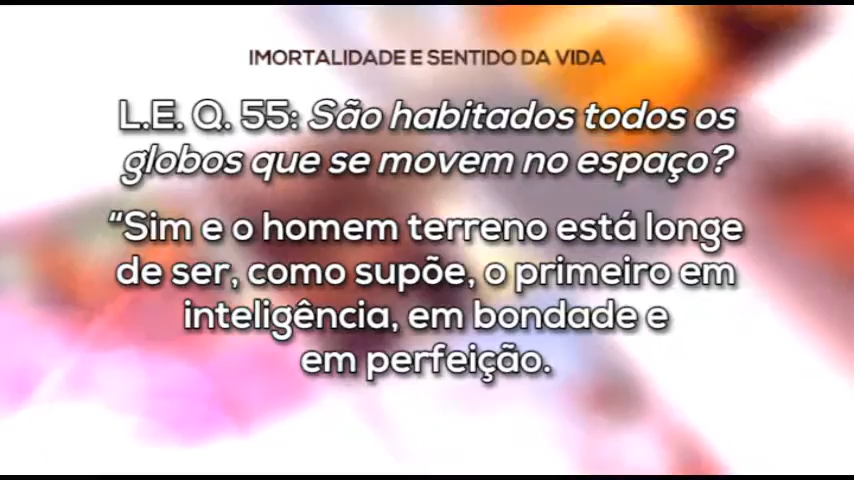 IMORTALIDADE E SENTIDO DA VIDA
L.E. Q. 55: São habitados todos os
globos que se movem no espaço?
“Sim e o homem terreno está longe
de ser, como supõe, o primeiro em
inteligência, em bondade e
em perfeição.